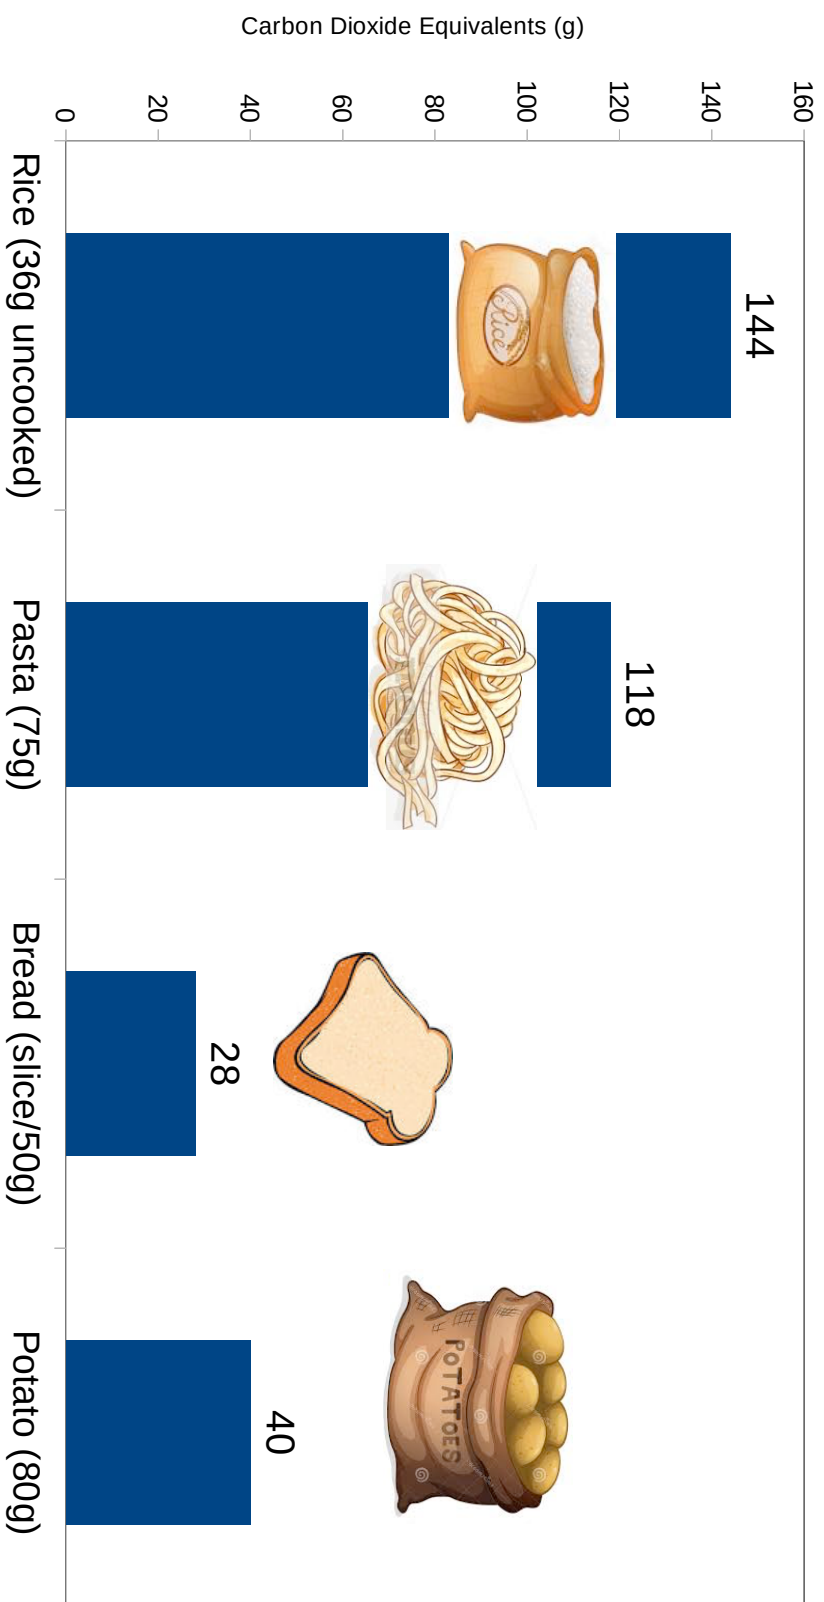 Carbon Dioxide Equivalents (g)
160
140
120
100
80
60
40
20
0
144
118
28
40
Rice
POTATOES
Rice (36g uncooked)
Pasta (75g)
Bread (slice/50g)
Potato (80g)